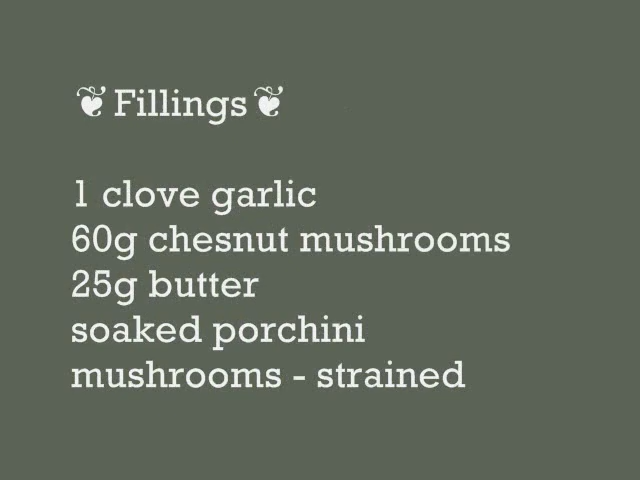 ❦Fillings❦
1 clove garlic
60g chesnut mushrooms
25g butter
soaked porchini
mushrooms - strained